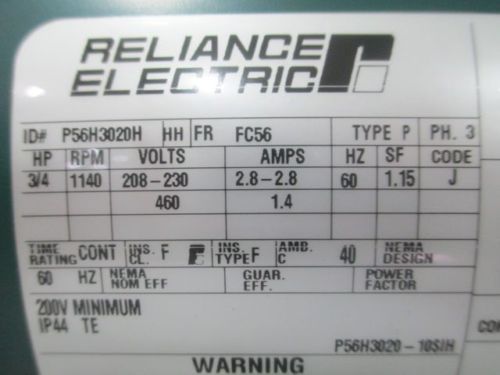 RELIANCE
ELECTRIC
ID# P56H3020H HH FR FC56 TYPE P PH. 3
HP RPM VOLTS AMPS HZ SF CODE
3/4 1140 208-230 2.8-2.8 60 1.15 J
460 1.4
TIME RATING CONT INS. CL. F INS. TYPE F AMB. C 40 NEMA DESIGN
60 HZ NEMA NOM EFF GUAR. EFF. POWER FACTOR
200V MINIMUM
IP44 TE
P56H3020-10SIH
WARNING